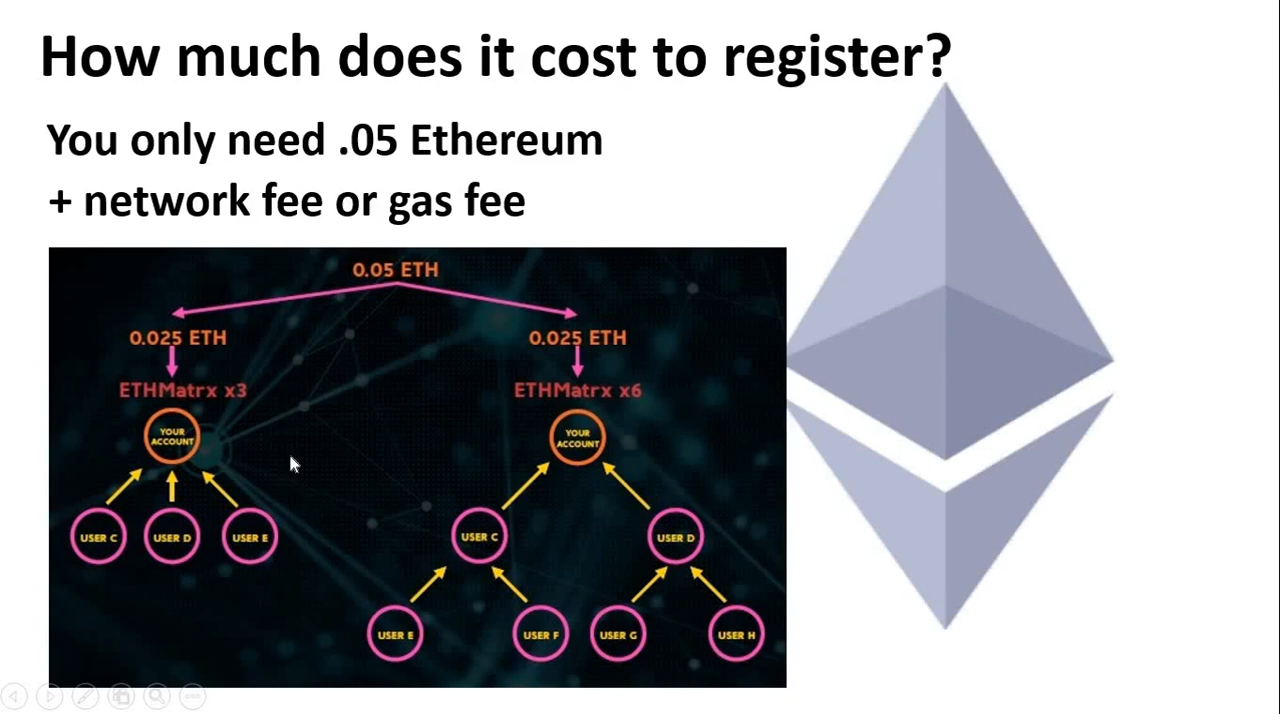 How much does it cost to register?
You only need .05 Ethereum
+ network fee or gas fee
0.05 ETH
0.025 ETH
0.025 ETH
ETHMatrx x3
ETHMatrx x6
YOUR
ACCOUNT
YOUR
ACCOUNT
USER C
USER D
USER E
USER C
USER D
USER E
USER F
USER G
USER H